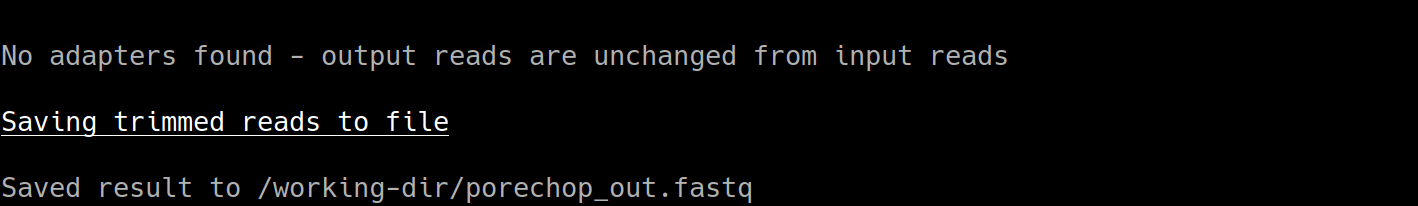 No adapters found - output reads are unchanged from input reads
Saving trimmed reads to file
Saved result to /working-dir/porechop_out.fastq